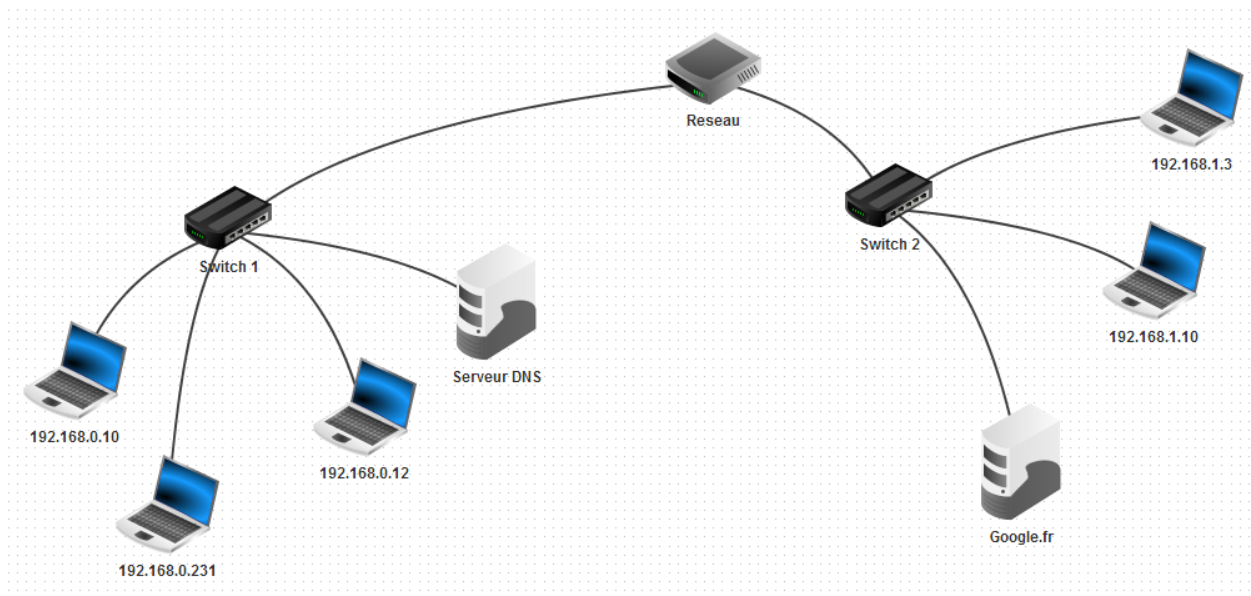 Reseau
192.168.1.3
Switch 2
Switch 1
192.168.1.10
Serveur DNS
192.168.0.10
192.168.0.12
Google.fr
192.168.0.231